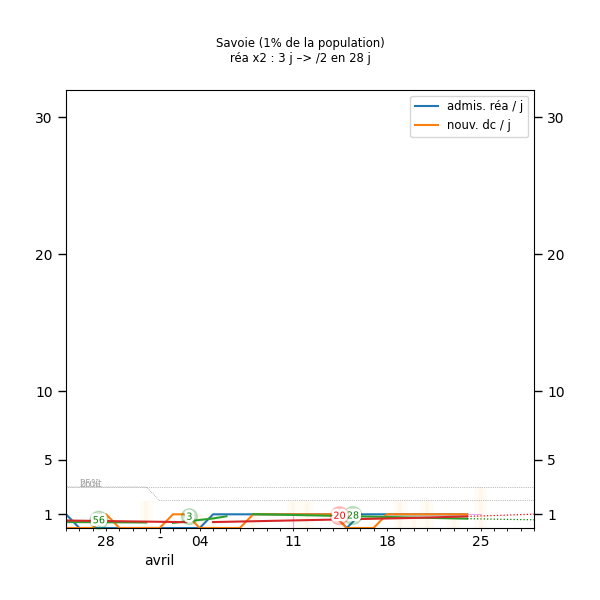 Savoie (1% de la population)
réa x2 : 3 j –> /2 en 28 j
admis. réa / j
nouv. dc / j
30 30
20 20
10 10
5 5
1 1
56 3 20 28
28 - 04 11 18 25
avril